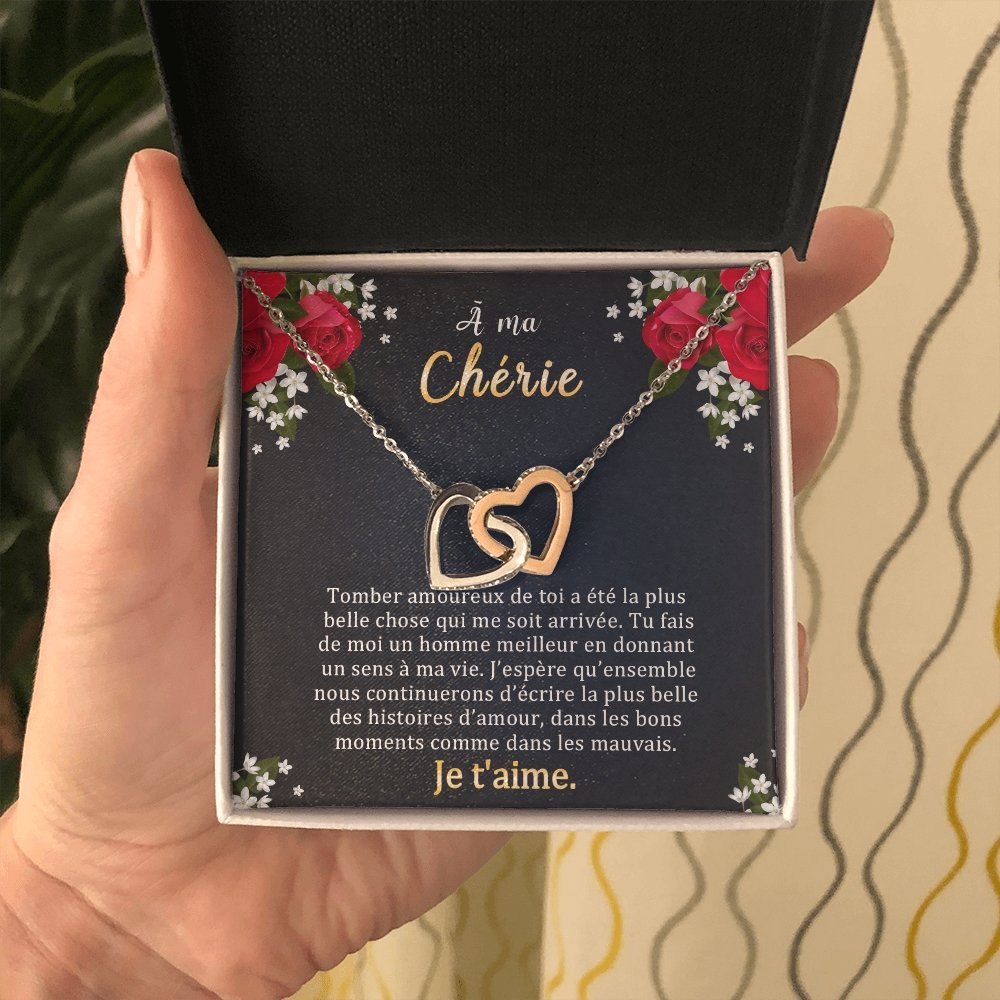 À ma
Chérie
Tomber amoureux de toi a été la plus
belle chose qui me soit arrivée. Tu fais
de moi un homme meilleur en donnant
un sens à ma vie. J’espère qu’ensemble
nous continuerons d’écrire la plus belle
des histoires d’amour, dans les bons
moments comme dans les mauvais.
Je t'aime.